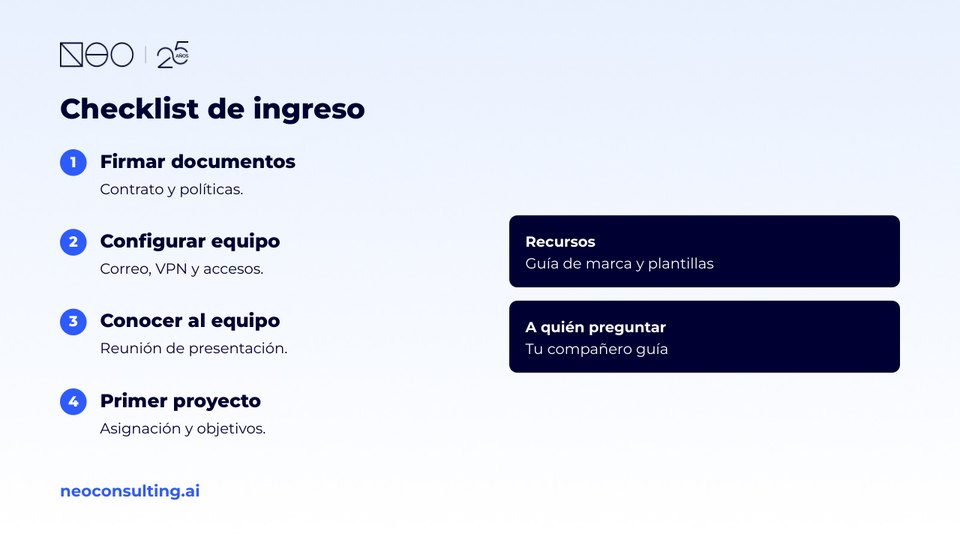 NEO | 25 AÑOS
Checklist de ingreso
1 Firmar documentos
Contrato y políticas.
2 Configurar equipo
Correo, VPN y accesos.
3 Conocer al equipo
Reunión de presentación.
4 Primer proyecto
Asignación y objetivos.
Recursos
Guía de marca y plantillas
A quién preguntar
Tu compañero guía
neoconsulting.ai